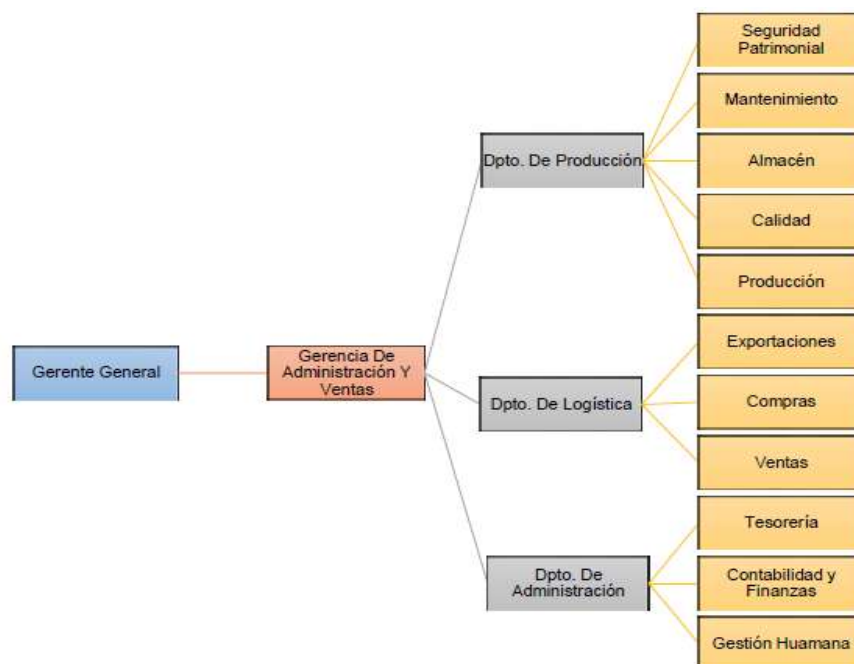 Gerente General
Gerencia De
Administración Y
Ventas
Dpto. De Producción
Seguridad
Patrimonial
Mantenimiento
Almacén
Calidad
Producción
Dpto. De Logística
Exportaciones
Compras
Ventas
Dpto. De
Administración
Tesorería
Contabilidad y
Finanzas
Gestión Huamana